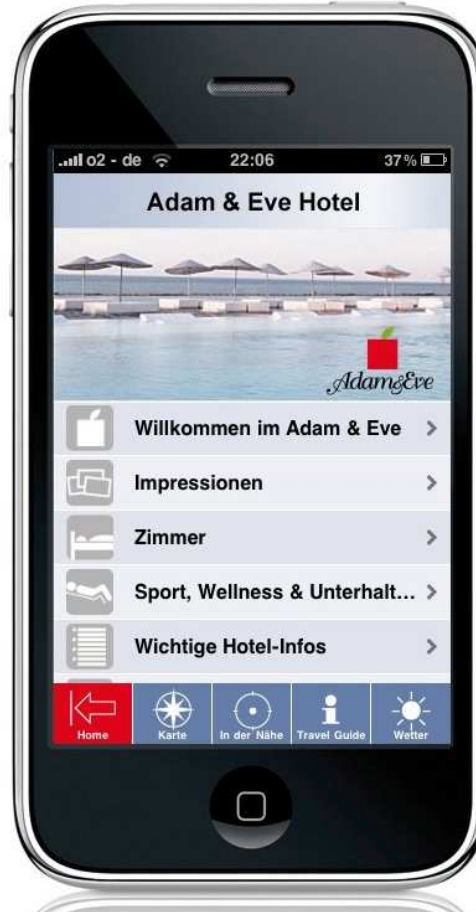 o2 - de 22:06 37%
Adam & Eve Hotel
Adam&Eve
Willkommen im Adam & Eve
Impressionen
Zimmer
Sport, Wellness & Unterhalt...
Wichtige Hotel-Infos
Home Karte In der Nähe Travel Guide Wetter